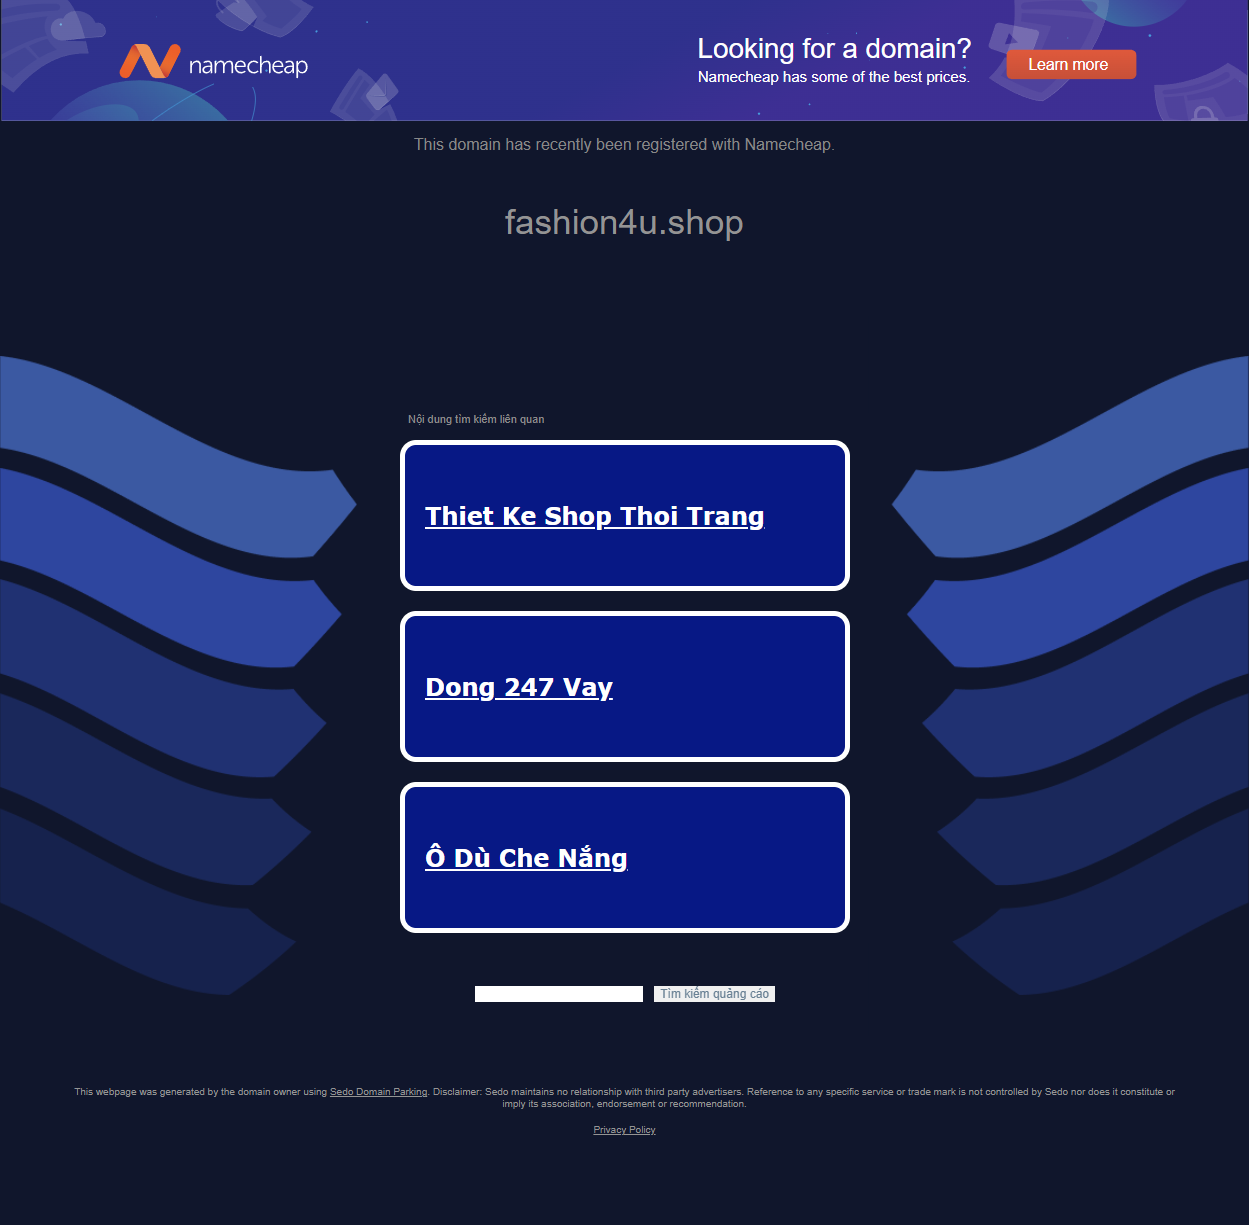 namecheap
Looking for a domain?
Namecheap has some of the best prices.
Learn more
This domain has recently been registered with Namecheap.
fashion4u.shop
Nội dung tìm kiếm liên quan
Thiet Ke Shop Thoi Trang
Dong 247 Vay
Ô Dù Che Nắng
Tìm kiếm quảng cáo
This webpage was generated by the domain owner using Sedo Domain Parking. Disclaimer: Sedo maintains no relationship with third party advertisers. Reference to any specific service or trade mark is not controlled by Sedo nor does it constitute or
imply its association, endorsement or recommendation.
Privacy Policy